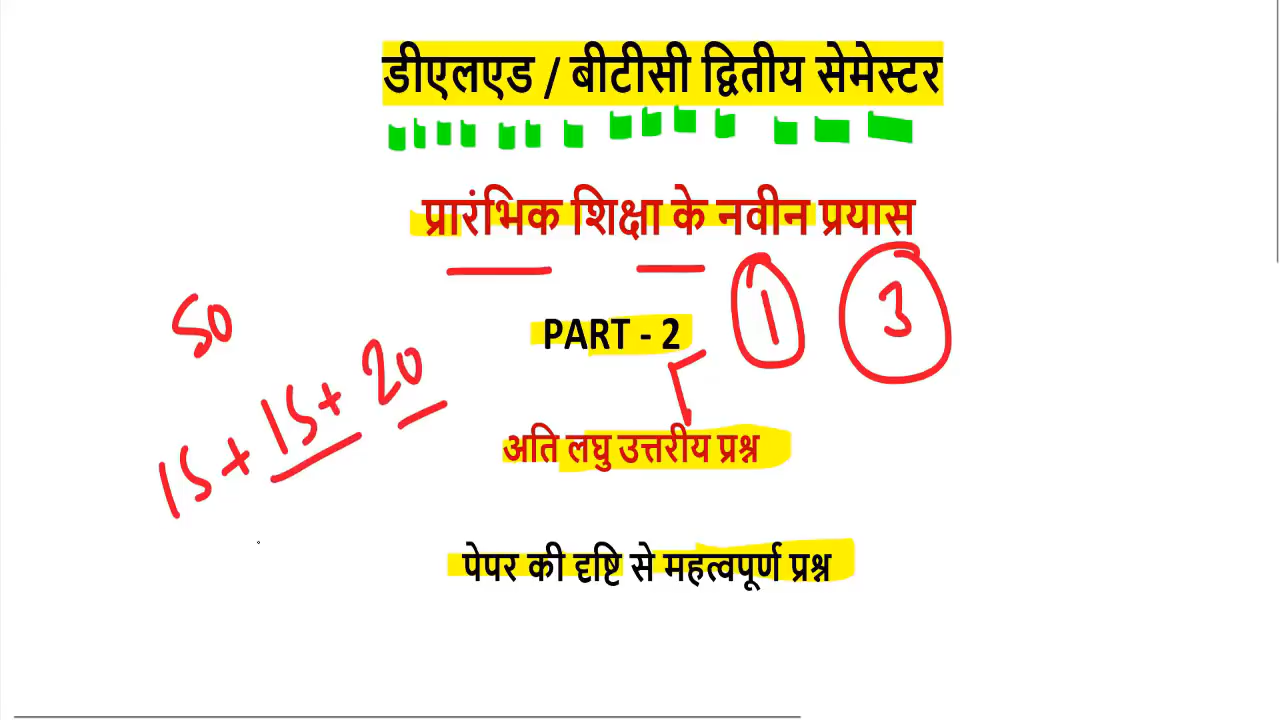 डीएलएड / बीटीसी द्वितीय सेमेस्टर
प्रारंभिक शिक्षा के नवीन प्रयास
1 3
50
PART - 2
15 + 15 + 20
अति लघु उत्तरीय प्रश्न
पेपर की दृष्टि से महत्वपूर्ण प्रश्न